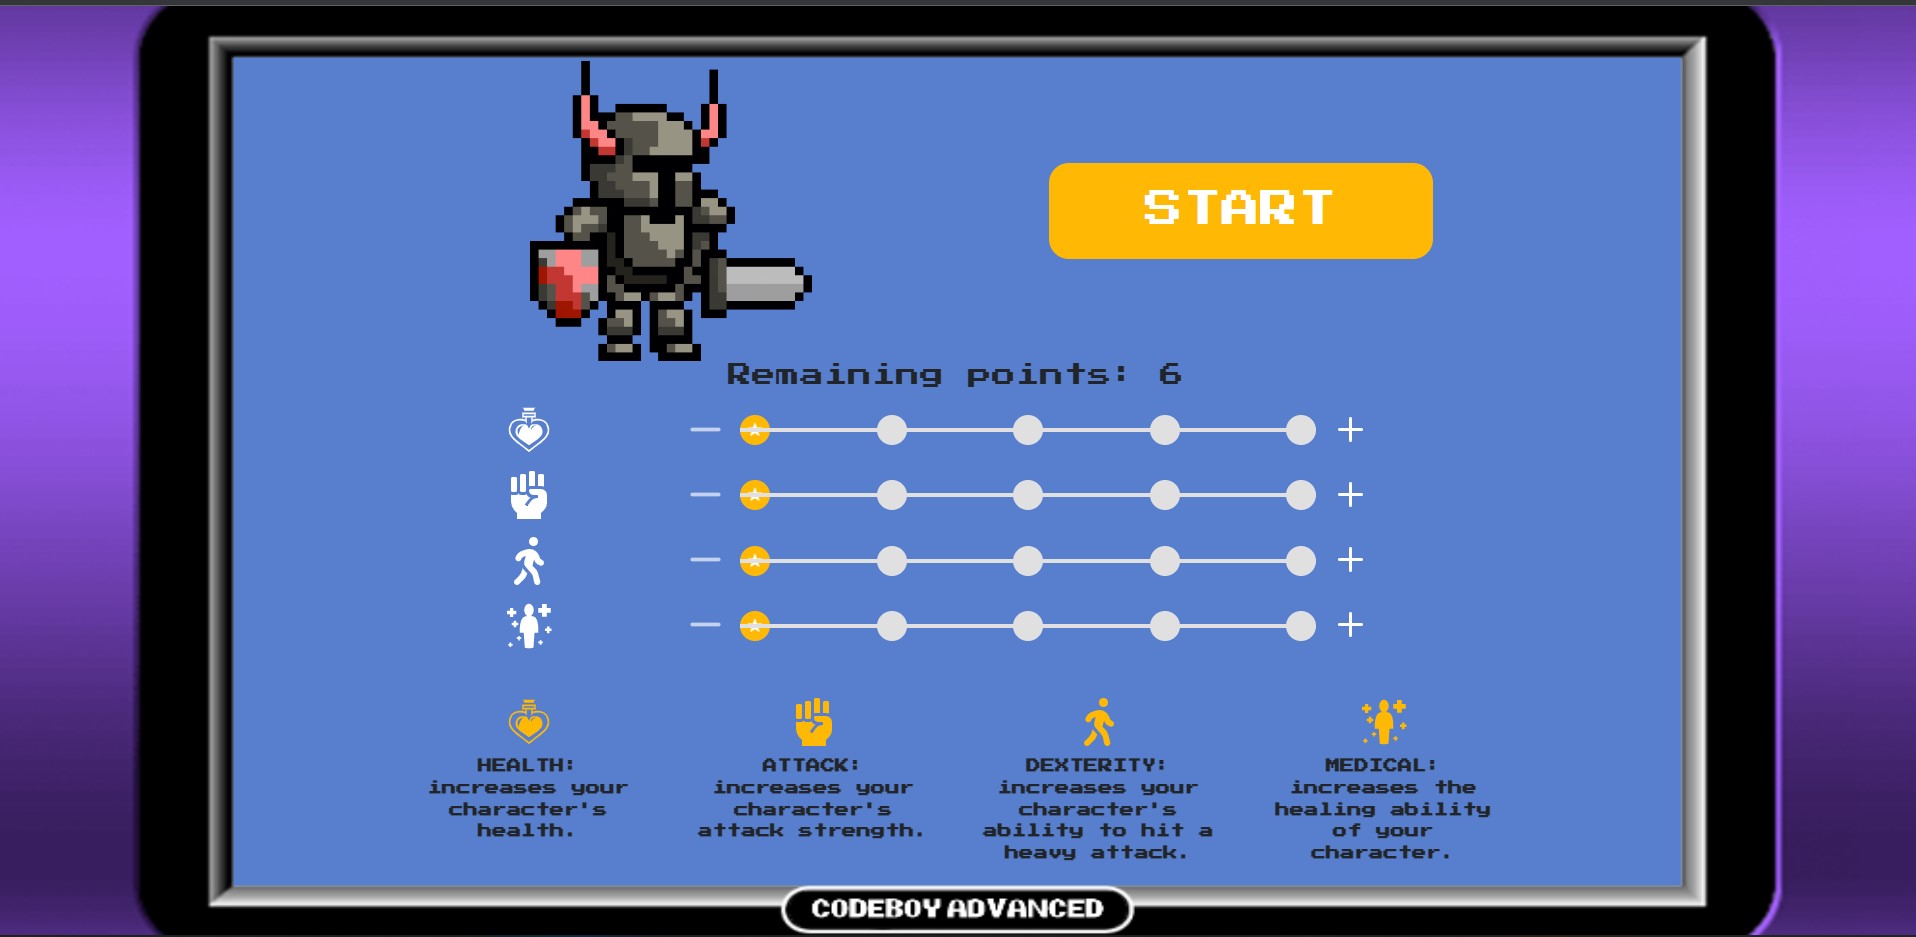 START
Remaining points: 6
HEALTH:
increases your
character's
health.
ATTACK:
increases your
character's
attack strength.
DEXTERITY:
increases your
character's
ability to hit a
heavy attack.
MEDICAL:
increases the
healing ability
of your
character.
CODEBOY ADVANCED